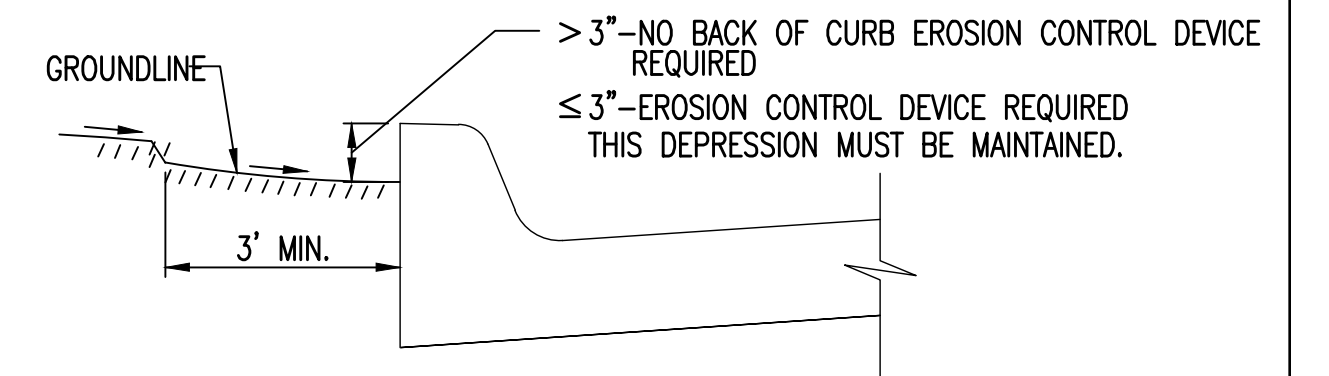 > 3"-NO BACK OF CURB EROSION CONTROL DEVICE
REQUIRED
GROUNDLINE
≤ 3"-EROSION CONTROL DEVICE REQUIRED
THIS DEPRESSION MUST BE MAINTAINED.
3' MIN.